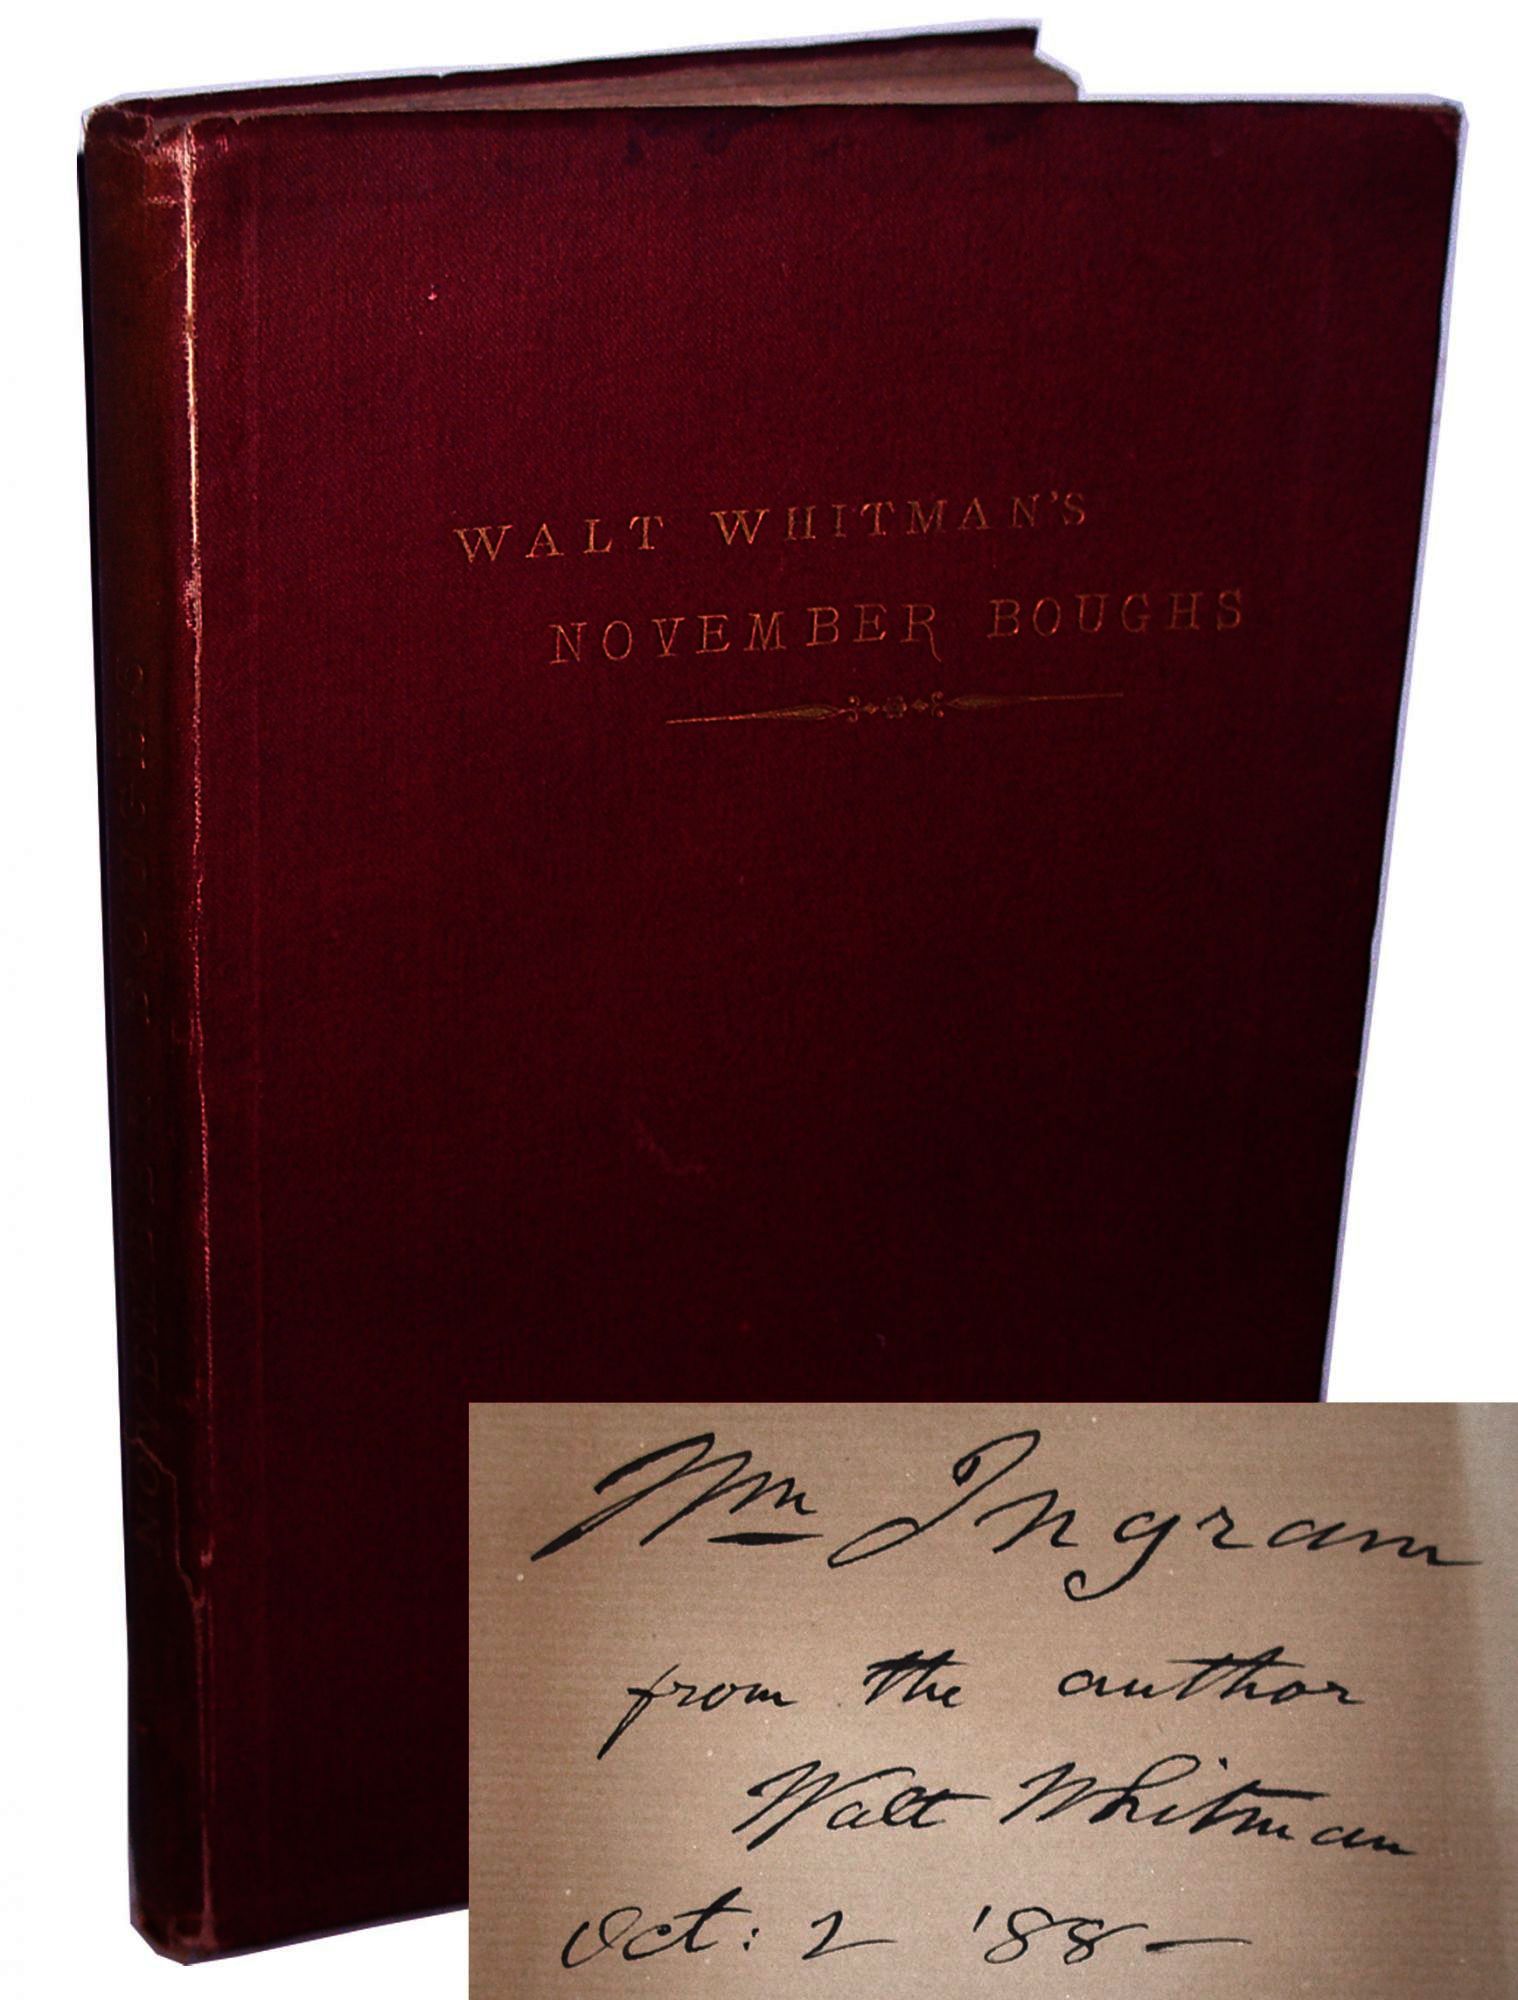 WALT WHITMAN'S
NOVEMBER BOUGHS
NOVEMBER BOUGHS
Wm Ingram
from the author
Walt Whitman
Oct: 2 '88—